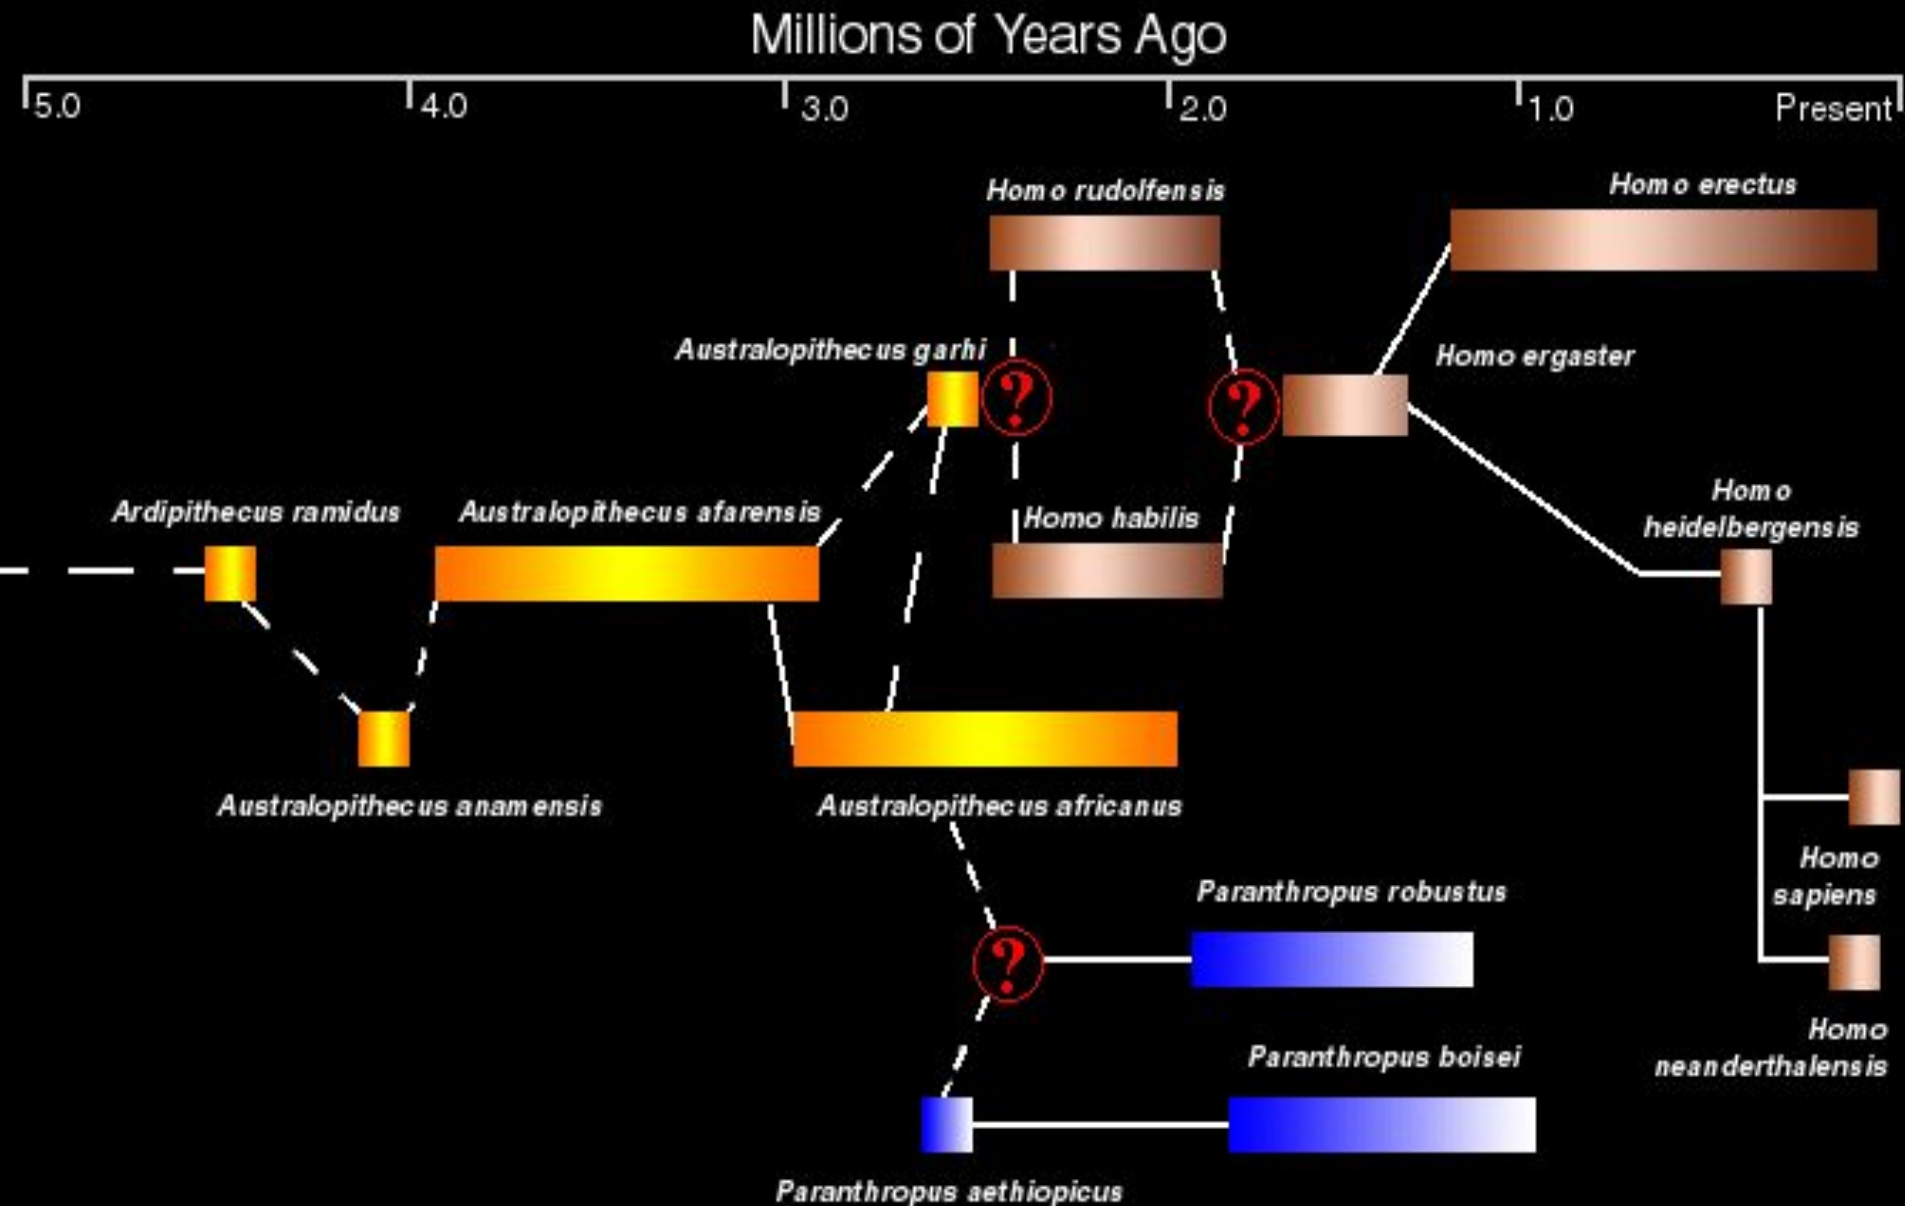 Millions of Years Ago
5.0 4.0 3.0 2.0 1.0 Present
Homo rudolfensis
Homo erectus
Australopithecus garhi
Homo ergaster
?
?
Ardipithecus ramidus
Australopithecus afarensis
Homo habilis
Homo
heidelbergensis
Australopithecus anamensis
Australopithecus africanus
Homo
sapiens
Paranthropus robustus
?
Homo
neanderthalensis
Paranthropus boisei
Paranthropus aethiopicus